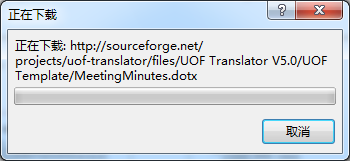 正在下载
正在下载: http://sourceforge.net/
projects/uof-translator/files/UOF Translator V5.0/UOF
Template/MeetingMinutes.dotx
取消